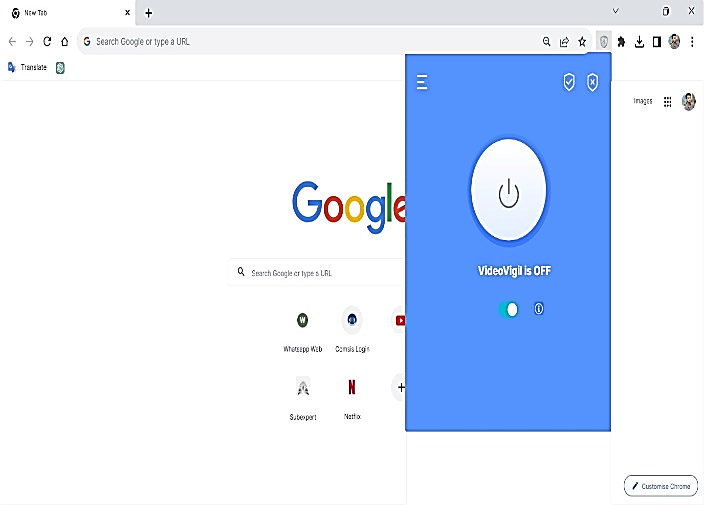 New Tab
Search Google or type a URL
Translate
Images
Google
VideoVigil is OFF
Search Google or type a URL
Whatsapp Web
Comsis Login
Subexpert
Netflix
Customise Chrome